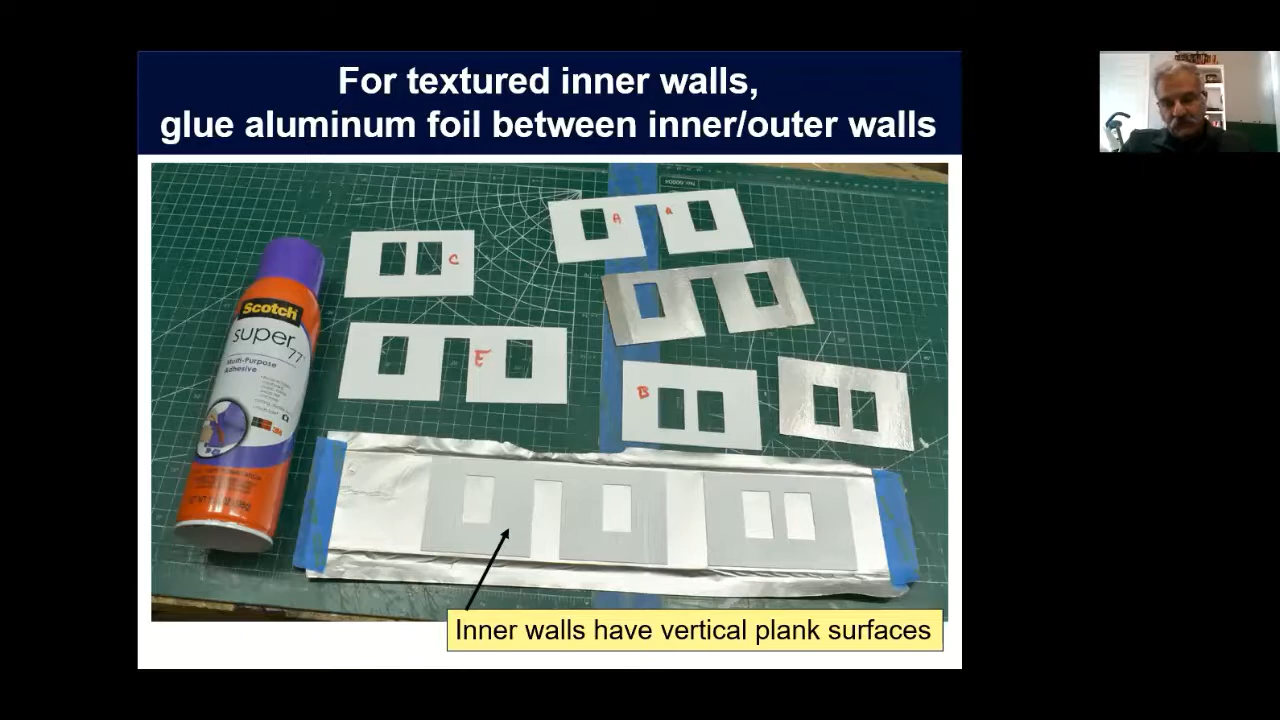 For textured inner walls,
glue aluminum foil between inner/outer walls
A
a
C
Scotch
super
77
Multi-Purpose
Adhesive
E
B
Inner walls have vertical plank surfaces